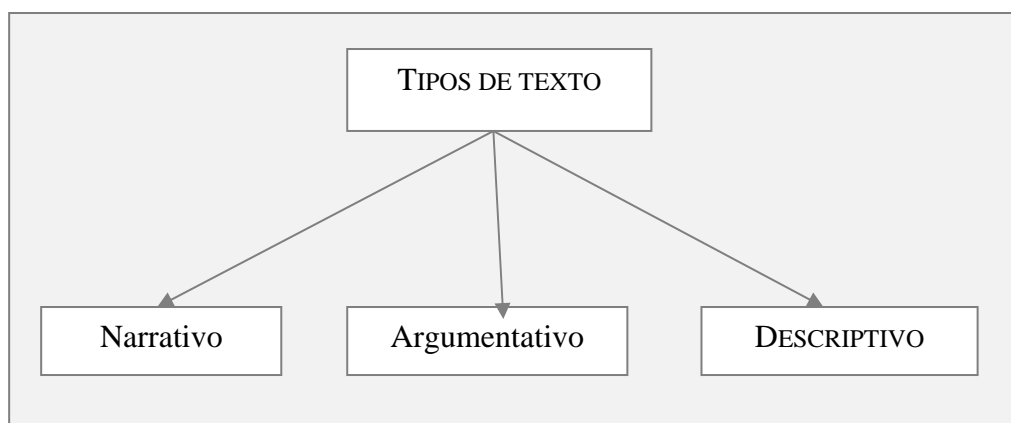 TIPOS DE TEXTO
Narrativo
Argumentativo
DESCRIPTIVO